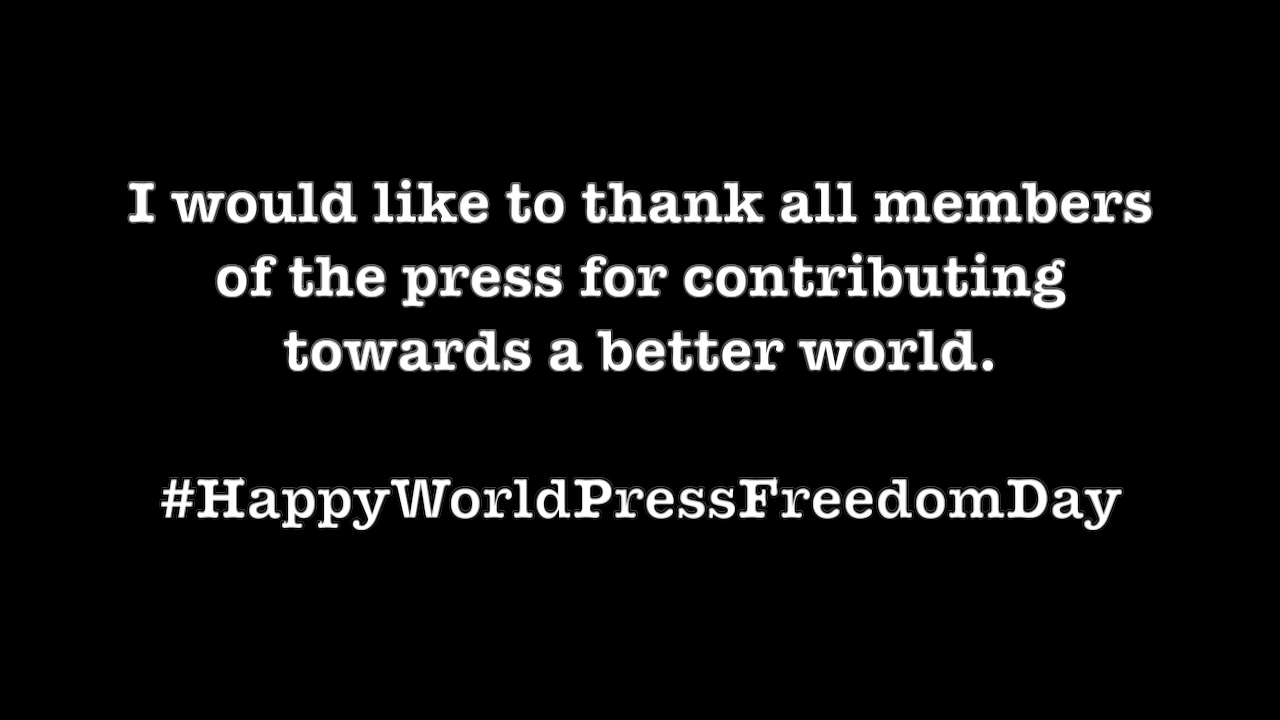 I would like to thank all members
of the press for contributing
towards a better world.
#HappyWorldPressFreedomDay